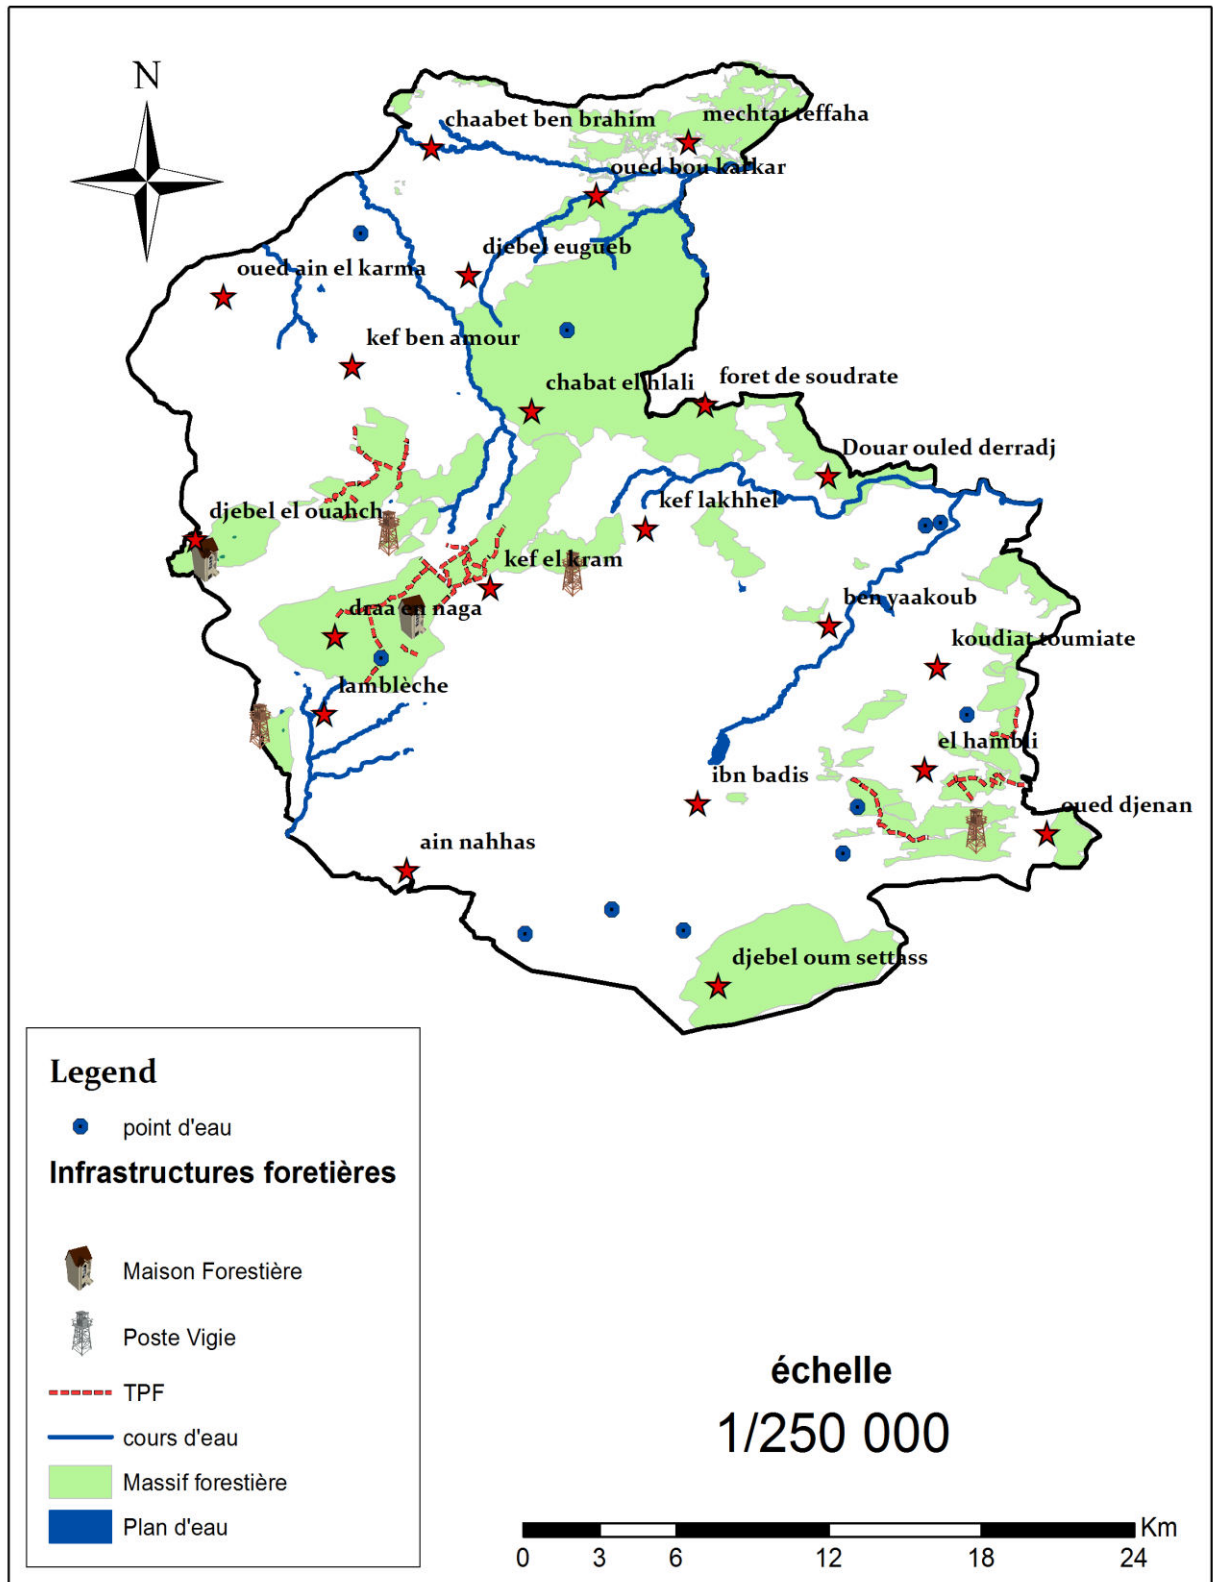 N
chaabet ben brahim
mechtat teffaha
oued bou kafkar
djebel eugueb
oued ain el karma
kef ben amour
chabat el hlali
foret de soudrate
Douar ouled derradj
djebel el ouahch
kef lakhhel
kef el kram
draa en naga
ben yaakoub
koudiat toumiate
lamblèche
el hambli
ibn badis
oued djenan
ain nahhas
djebel oum settass
Legend
point d'eau
Infrastructures foretières
Maison Forestière
Poste Vigie
TPF
cours d'eau
Massif forestière
Plan d'eau
échelle
1/250 000
Km
0 3 6 12 18 24